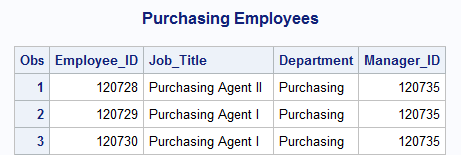 Purchasing Employees
Obs Employee_ID Job_Title Department Manager_ID
1 120728 Purchasing Agent II Purchasing 120735
2 120729 Purchasing Agent I Purchasing 120735
3 120730 Purchasing Agent I Purchasing 120735